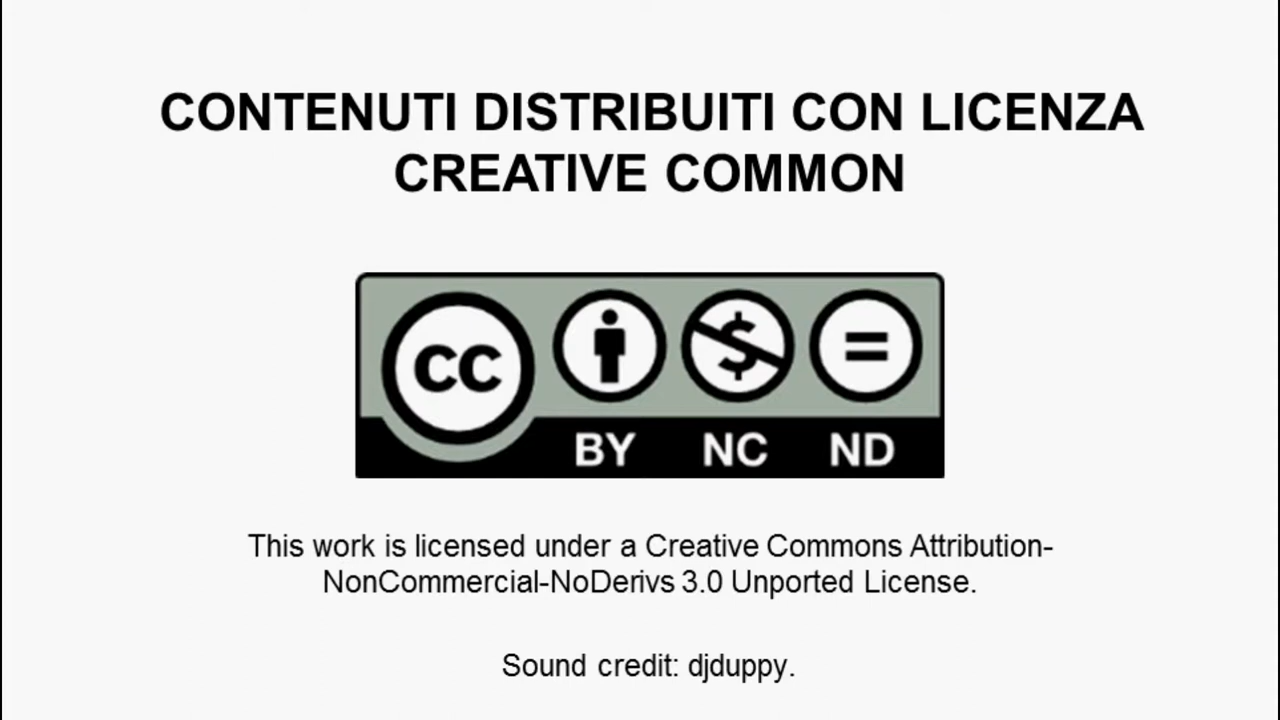 CONTENUTI DISTRIBUITI CON LICENZA
CREATIVE COMMON
CC
BY NC ND
This work is licensed under a Creative Commons Attribution-
NonCommercial-NoDerivs 3.0 Unported License.
Sound credit: djduppy.